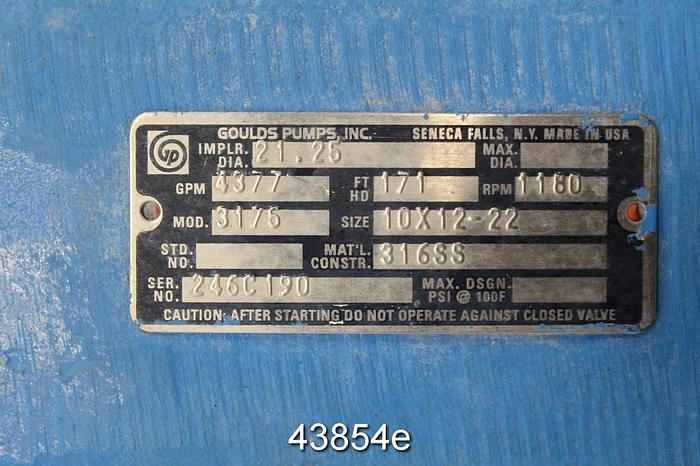 GOULDS PUMPS, INC. SENECA FALLS, N.Y. MADE IN USA
IMPLR. DIA. 21.25 MAX. DIA.
GPM 4377 FT HD 171 RPM 1180
MOD. 3175 SIZE 10X12-22
STD. NO. MAT'L. CONSTR. 316SS
SER. NO. 246C190 MAX. DSGN. PSI @ 100F
CAUTION: AFTER STARTING DO NOT OPERATE AGAINST CLOSED VALVE
43854e